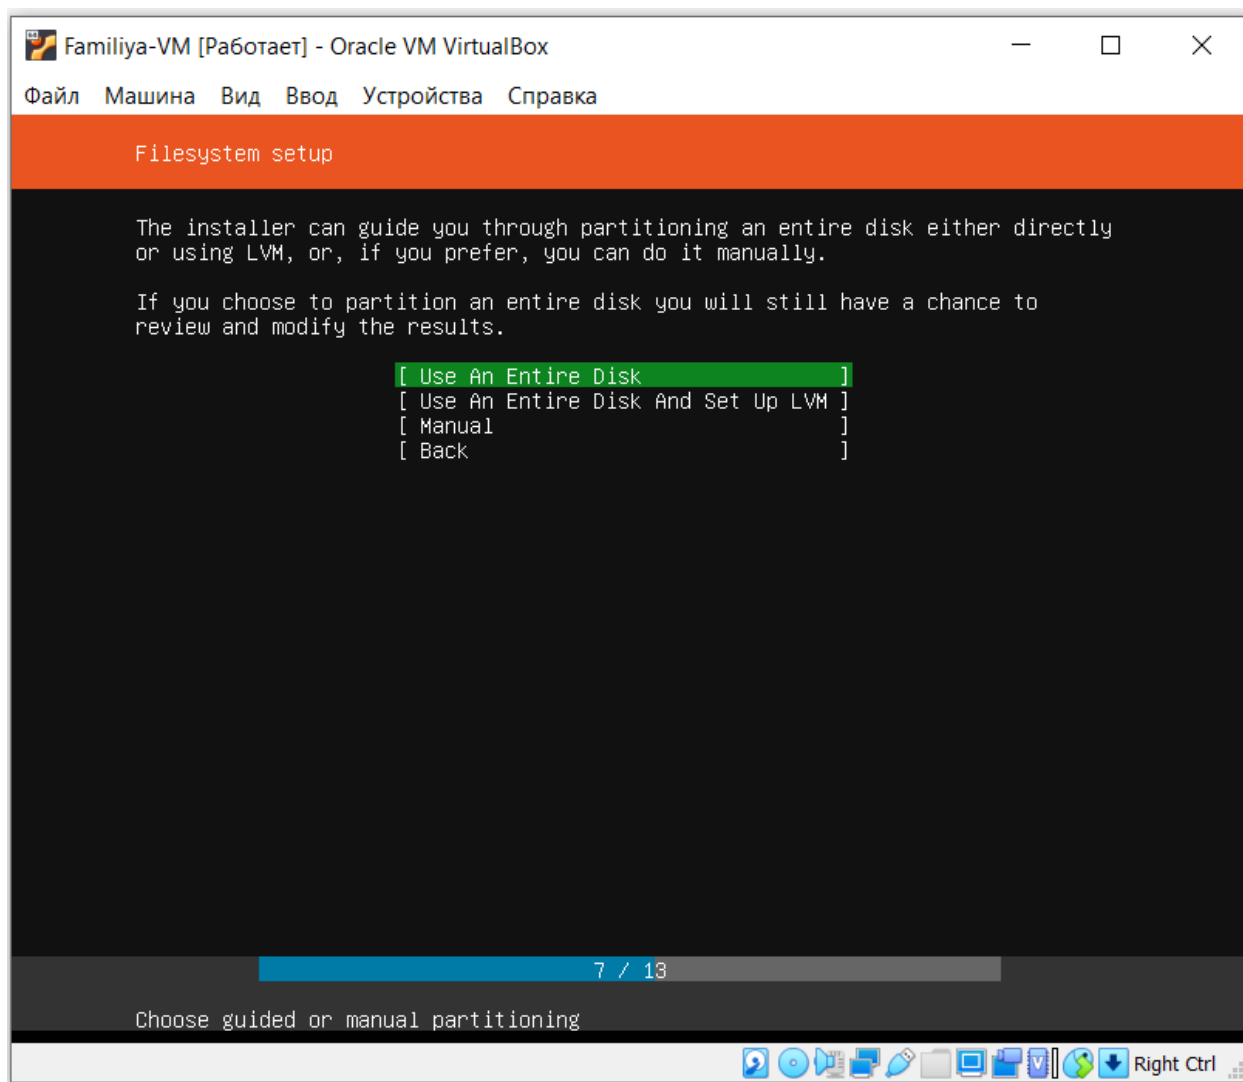 Familiya-VM [Работает] - Oracle VM VirtualBox
Файл Машина Вид Ввод Устройства Справка
Filesystem setup
The installer can guide you through partitioning an entire disk either directly
or using LVM, or, if you prefer, you can do it manually.
If you choose to partition an entire disk you will still have a chance to
review and modify the results.
[ Use An Entire Disk ]
[ Use An Entire Disk And Set Up LVM ]
[ Manual ]
[ Back ]
7 / 13
Choose guided or manual partitioning
Right Ctrl